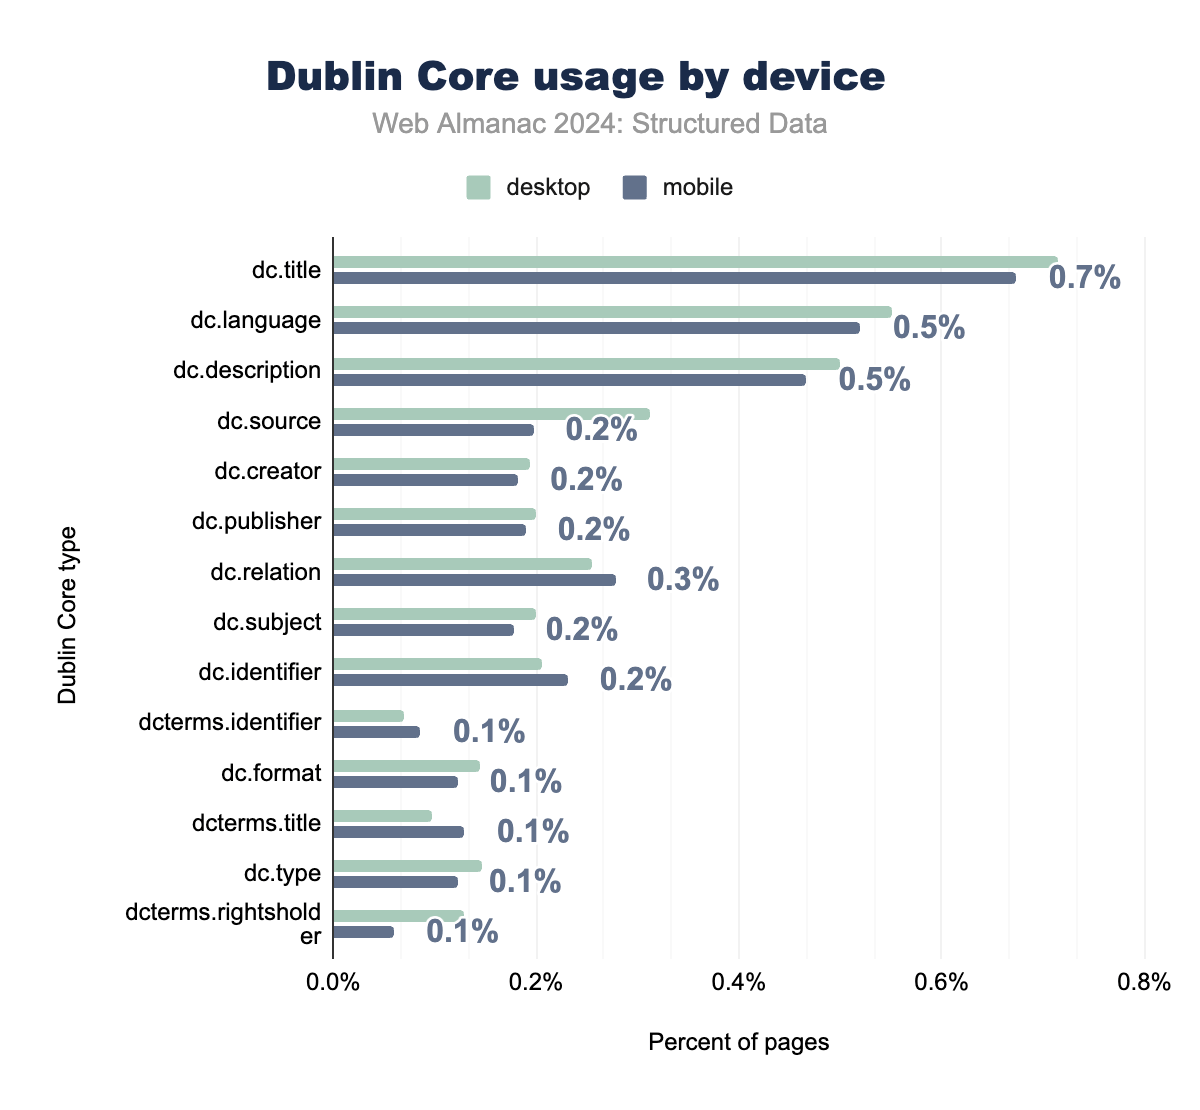 Dublin Core usage by device
Web Almanac 2024: Structured Data
desktop mobile
dc.title 0.7%
dc.language 0.5%
dc.description 0.5%
dc.source 0.2%
dc.creator 0.2%
dc.publisher 0.2%
dc.relation 0.3%
dc.subject 0.2%
dc.identifier 0.2%
dcterms.identifier 0.1%
dc.format 0.1%
dcterms.title 0.1%
dc.type 0.1%
dcterms.rightshold
er 0.1%
Dublin Core type
0.0% 0.2% 0.4% 0.6% 0.8%
Percent of pages